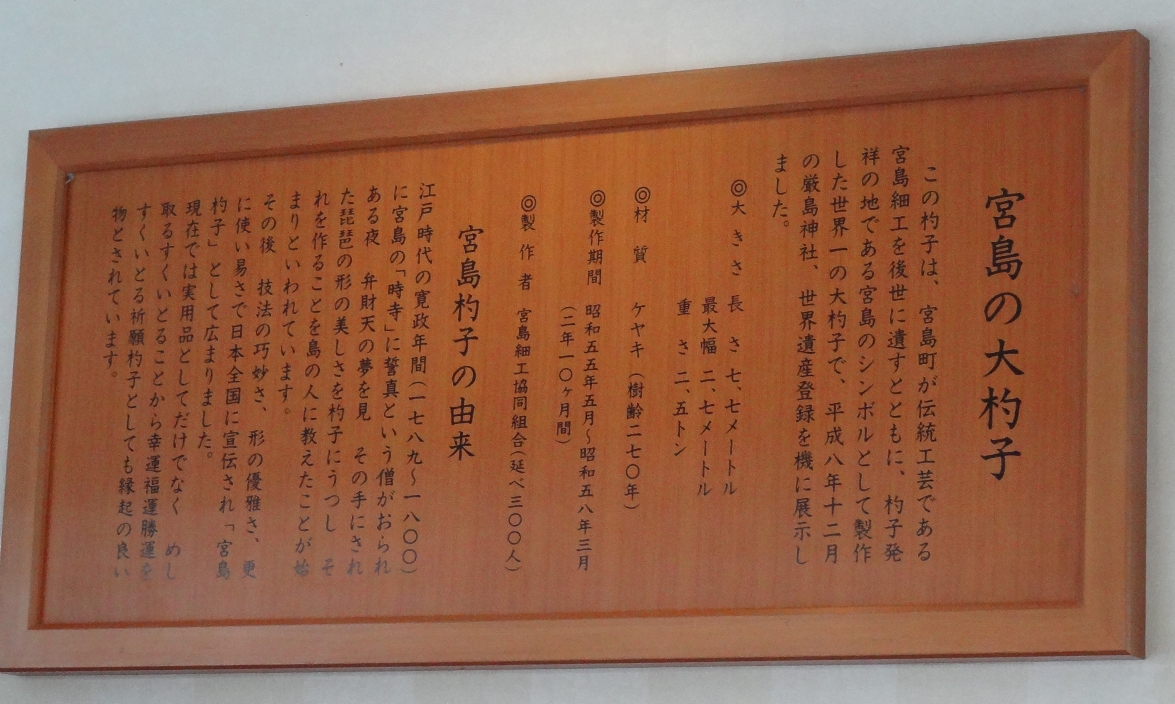 宮島の大杓子
この杓子は、宮島町が伝統工芸である
宮島細工を後世に遺すとともに、杓子発
祥の地である宮島のシンボルとして製作
した世界一の大杓子で、平成八年十二月
の厳島神社、世界遺産登録を機に展示し
ました。
◎大きさ 長さ 七、七メートル
最大幅 二、七メートル
重さ 二、五トン
◎材質 ケヤキ（樹齢二七〇年）
◎製作期間 昭和五五年五月～昭和五八年三月
（二年一〇ヶ月間）
◎製作者 宮島細工協同組合（延べ三〇〇人）
宮島杓子の由来
江戸時代の寛政年間（一七八九～一八〇〇）
に宮島の「時寺」に誓真という僧がおられ
ある夜 弁財天の夢を見 その手にされ
た琵琶の形の美しさを杓子にうつし そ
れを作ることを島の人に教えたことが始
まりといわれています。
その後 技法の巧妙さ、形の優雅さ、更
に使い易さで日本全国に宣伝され「宮島
杓子」として広まりました。
現在では実用品としてだけでなく めし
取るすくいとることから幸運福運勝運を
すくいとる祈願杓子としても縁起の良い
物とされています。